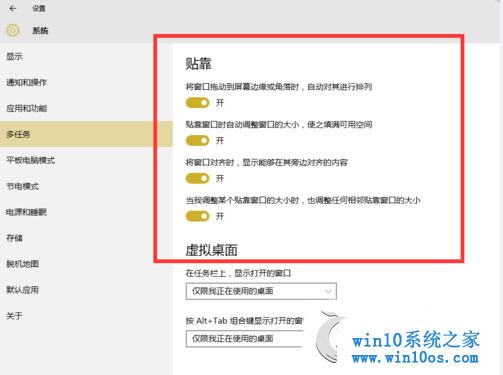 ← 设置
系统
显示
通知和操作
应用和功能
多任务
平板电脑模式
节电模式
电源和睡眠
存储
脱机地图
默认应用
关于
贴靠
将窗口拖动到屏幕边缘或角落时，自动对其进行排列
开
贴靠窗口时自动调整窗口的大小，使之填满可用空间
开
将窗口对齐时，显示能够在其旁边对齐的内容
开
当我调整某个贴靠窗口的大小时，也调整任何相邻贴靠窗口的大小
开
虚拟桌面
在任务栏上，显示打开的窗口
仅限我正在使用的桌面
按 Alt+Tab 组合键显示打开的窗
仅限我正在使用的桌面
win10系统之家
www.win10os.com